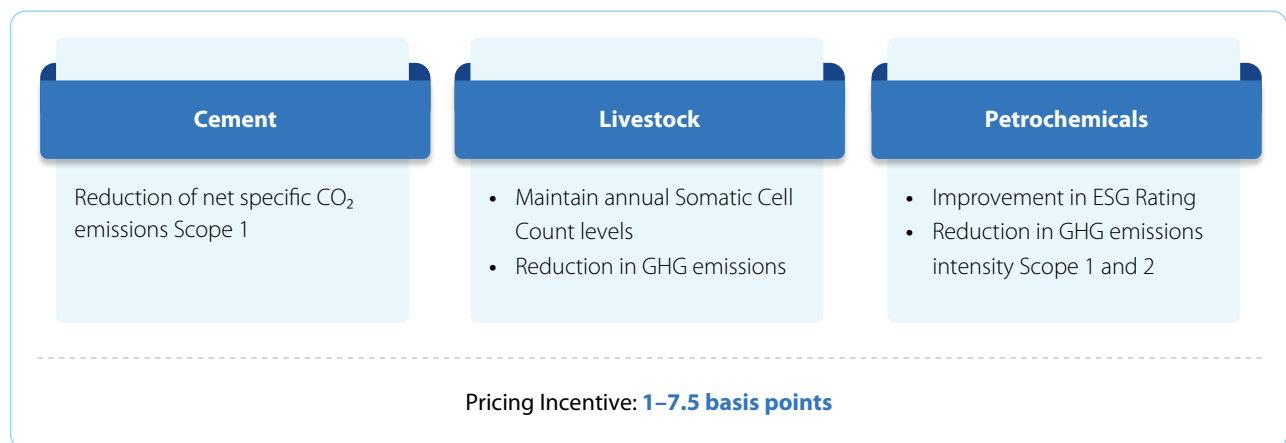 Cement
Reduction of net specific CO₂
emissions Scope 1
Livestock
• Maintain annual Somatic Cell
Count levels
• Reduction in GHG emissions
Petrochemicals
• Improvement in ESG Rating
• Reduction in GHG emissions
intensity Scope 1 and 2
Pricing Incentive: 1–7.5 basis points